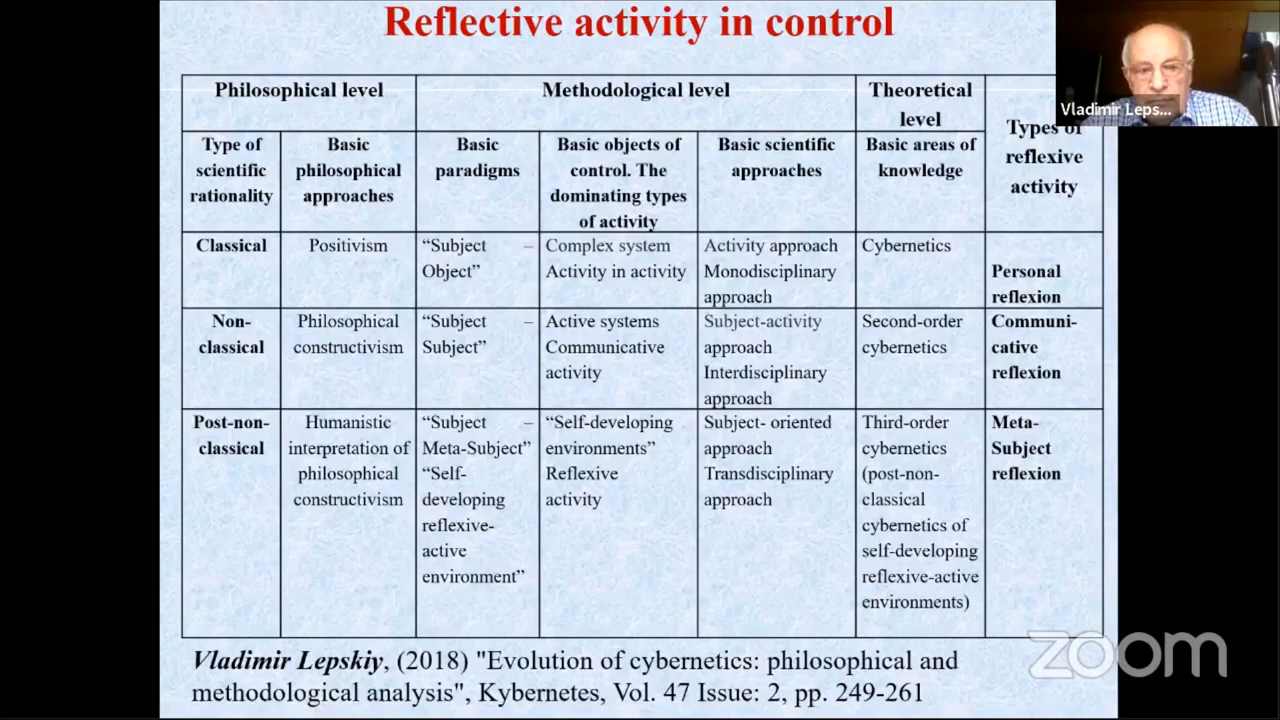 Reflective activity in control
Vladimir Leps...
Philosophical level
Methodological level
Theoretical
level
Types of
reflexive
activity
Type of
scientific
rationality
Basic
philosophical
approaches
Basic
paradigms
Basic objects of
control. The
dominating types
of activity
Basic scientific
approaches
Basic areas of
knowledge
Classical
Positivism
“Subject –
Object”
Complex system
Activity in activity
Activity approach
Monodisciplinary
approach
Cybernetics
Personal
reflexion
Non-
classical
Philosophical
constructivism
“Subject –
Subject”
Active systems
Communicative
activity
Subject-activity
approach
Interdisciplinary
approach
Second-order
cybernetics
Communi-
cative
reflexion
Post-non-
classical
Humanistic
interpretation of
philosophical
constructivism
“Subject –
Meta-Subject”
“Self-
developing
reflexive-
active
environment”
“Self-developing
environments”
Reflexive
activity
Subject- oriented
approach
Transdisciplinary
approach
Third-order
cybernetics
(post-non-
classical
cybernetics of
self-developing
reflexive-active
environments)
Meta-
Subject
reflexion
Vladimir Lepskiy, (2018) "Evolution of cybernetics: philosophical and
methodological analysis", Kybernetes, Vol. 47 Issue: 2, pp. 249-261
zoom